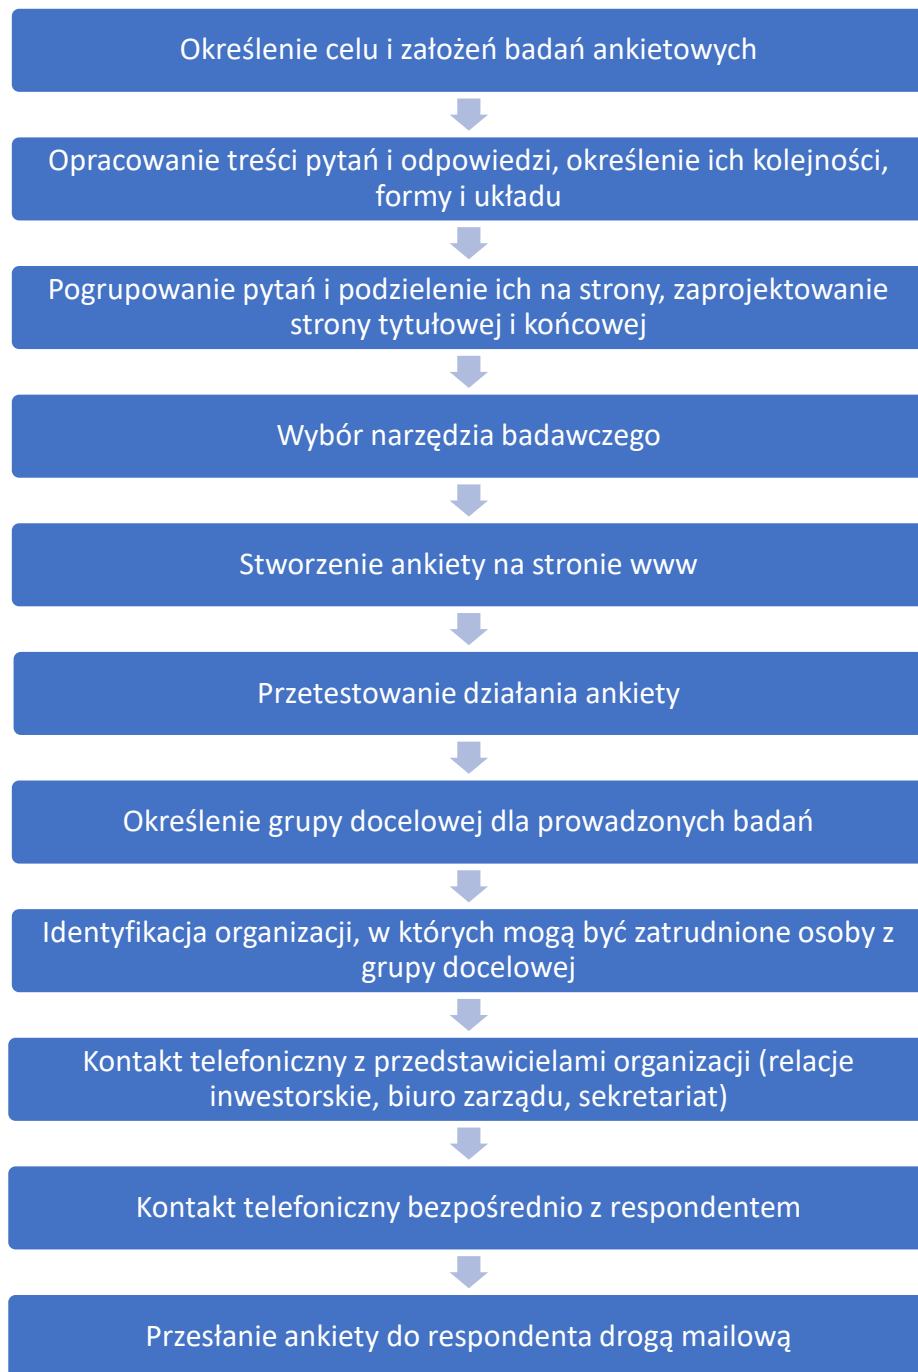 Określenie celu i założeń badań ankietowych
Opracowanie treści pytań i odpowiedzi, określenie ich kolejności,
formy i układu
Pogrupowanie pytań i podzielenie ich na strony, zaprojektowanie
strony tytułowej i końcowej
Wybór narzędzia badawczego
Stworzenie ankiety na stronie www
Przetestowanie działania ankiety
Określenie grupy docelowej dla prowadzonych badań
Identyfikacja organizacji, w których mogą być zatrudnione osoby z
grupy docelowej
Kontakt telefoniczny z przedstawicielami organizacji (relacje
inwestorskie, biuro zarządu, sekretariat)
Kontakt telefoniczny bezpośrednio z respondentem
Przesłanie ankiety do respondenta drogą mailową